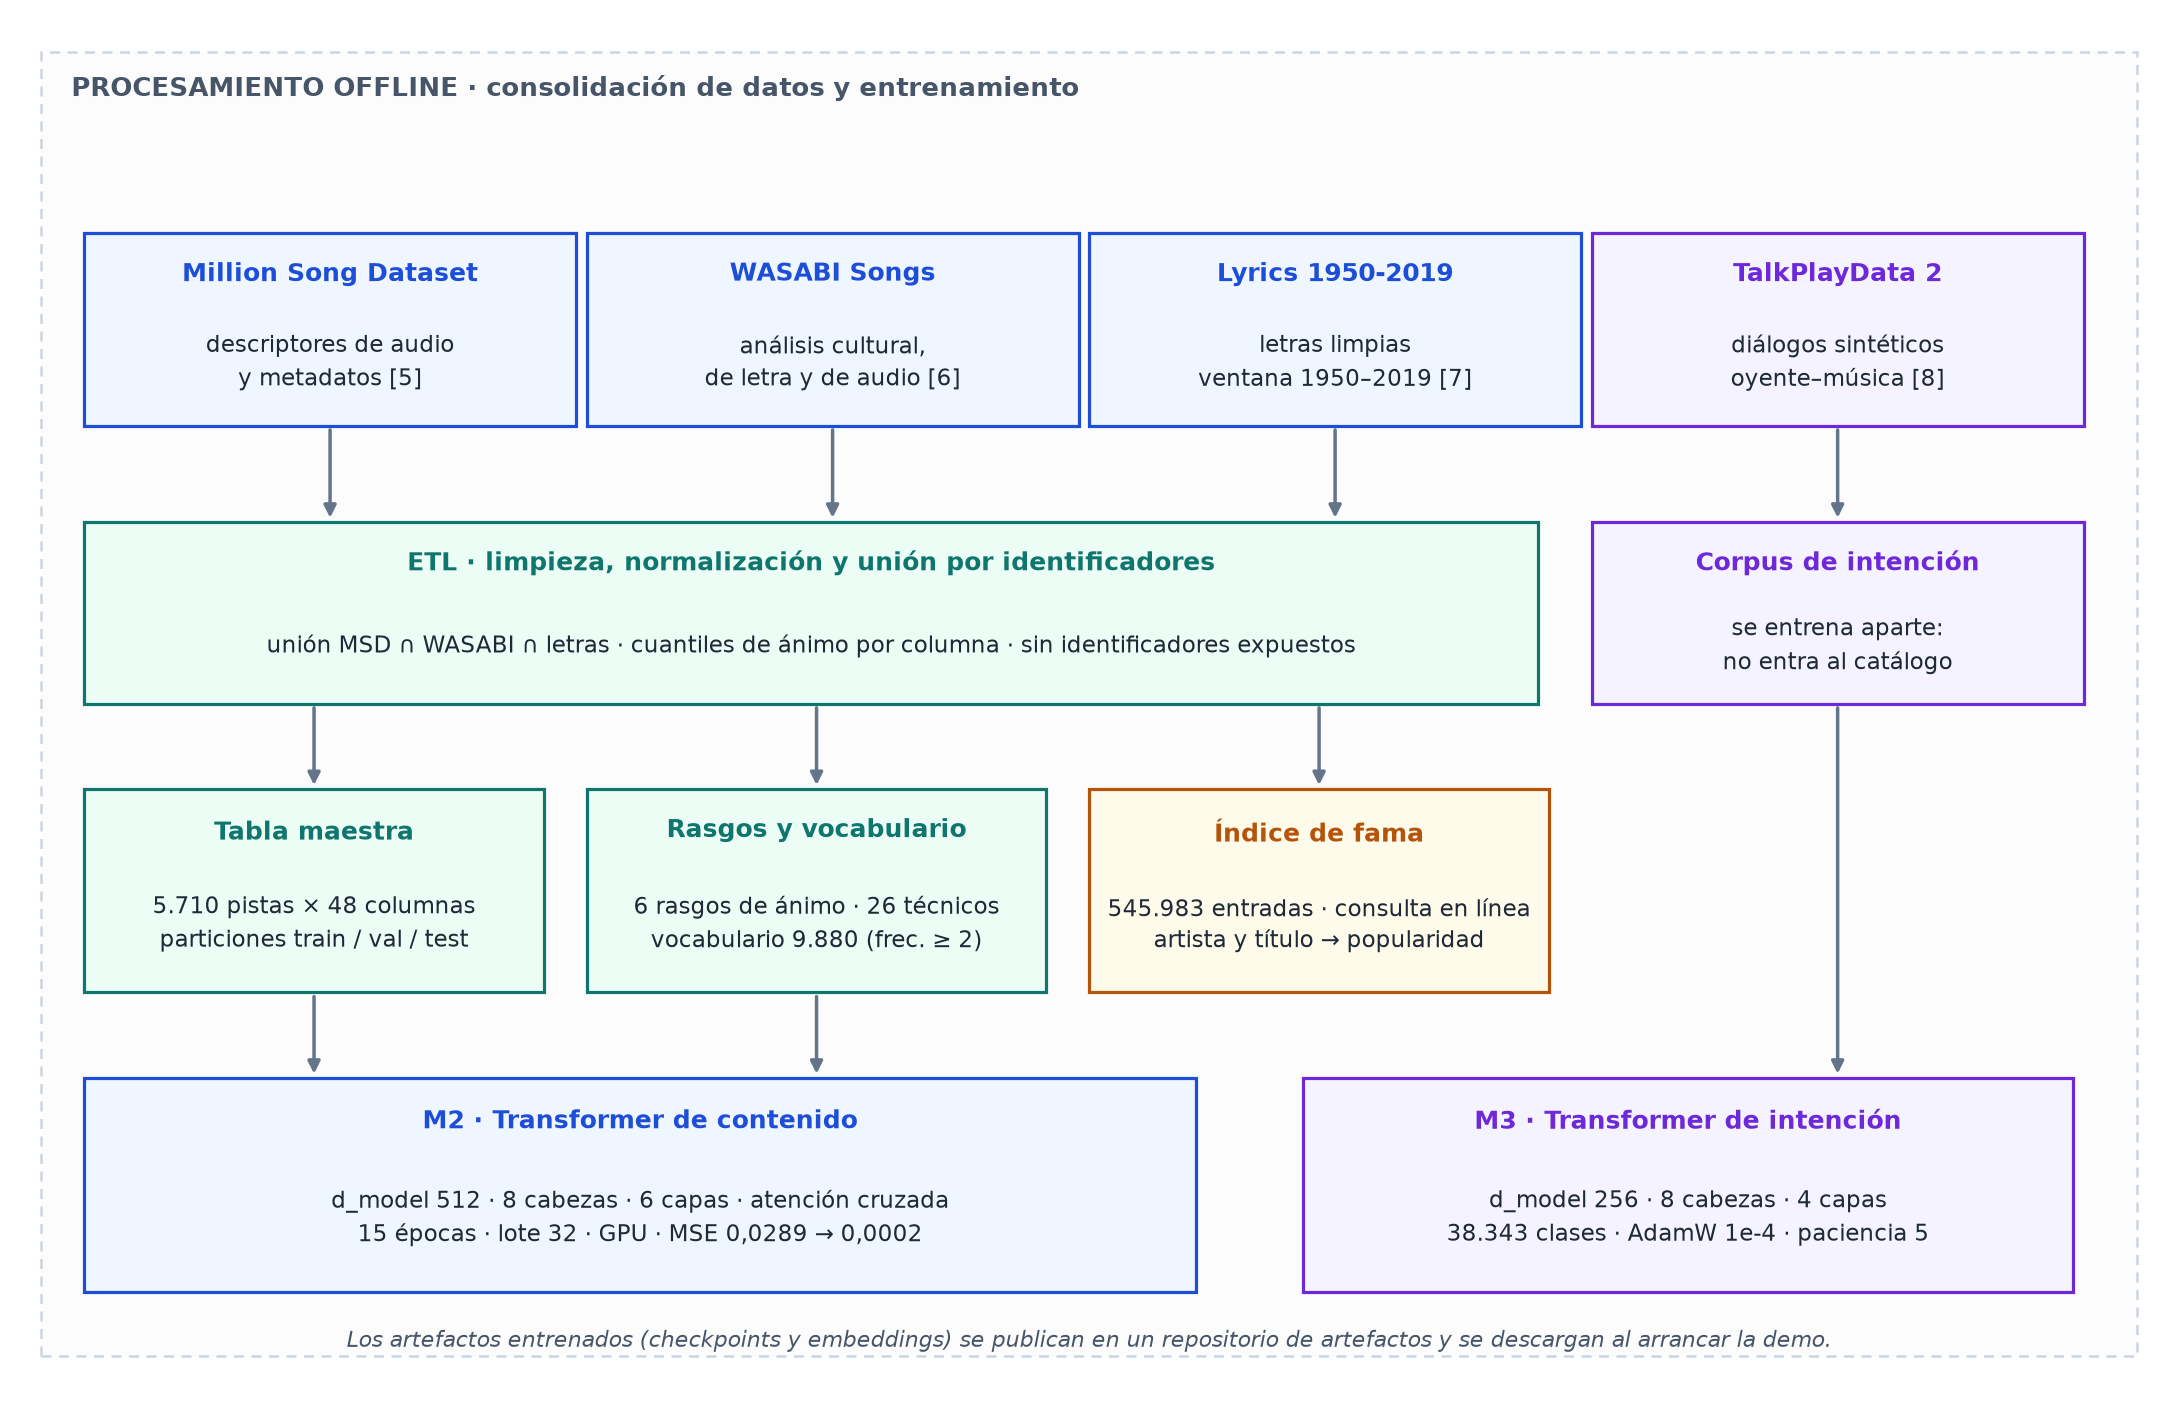 PROCESAMIENTO OFFLINE · consolidación de datos y entrenamiento
Million Song Dataset
descriptores de audio
y metadatos [5]
WASABI Songs
análisis cultural,
de letra y de audio [6]
Lyrics 1950-2019
letras limpias
ventana 1950–2019 [7]
TalkPlayData 2
diálogos sintéticos
oyente–música [8]
ETL · limpieza, normalización y unión por identificadores
unión MSD ∩ WASABI ∩ letras · cuantiles de ánimo por columna · sin identificadores expuestos
Corpus de intención
se entrena aparte:
no entra al catálogo
Tabla maestra
5.710 pistas × 48 columnas
particiones train / val / test
Rasgos y vocabulario
6 rasgos de ánimo · 26 técnicos
vocabulario 9.880 (frec. ≥ 2)
Índice de fama
545.983 entradas · consulta en línea
artista y título → popularidad
M2 · Transformer de contenido
d_model 512 · 8 cabezas · 6 capas · atención cruzada
15 épocas · lote 32 · GPU · MSE 0,0289 → 0,0002
M3 · Transformer de intención
d_model 256 · 8 cabezas · 4 capas
38.343 clases · AdamW 1e-4 · paciencia 5
Los artefactos entrenados (checkpoints y embeddings) se publican en un repositorio de artefactos y se descargan al arrancar la demo.